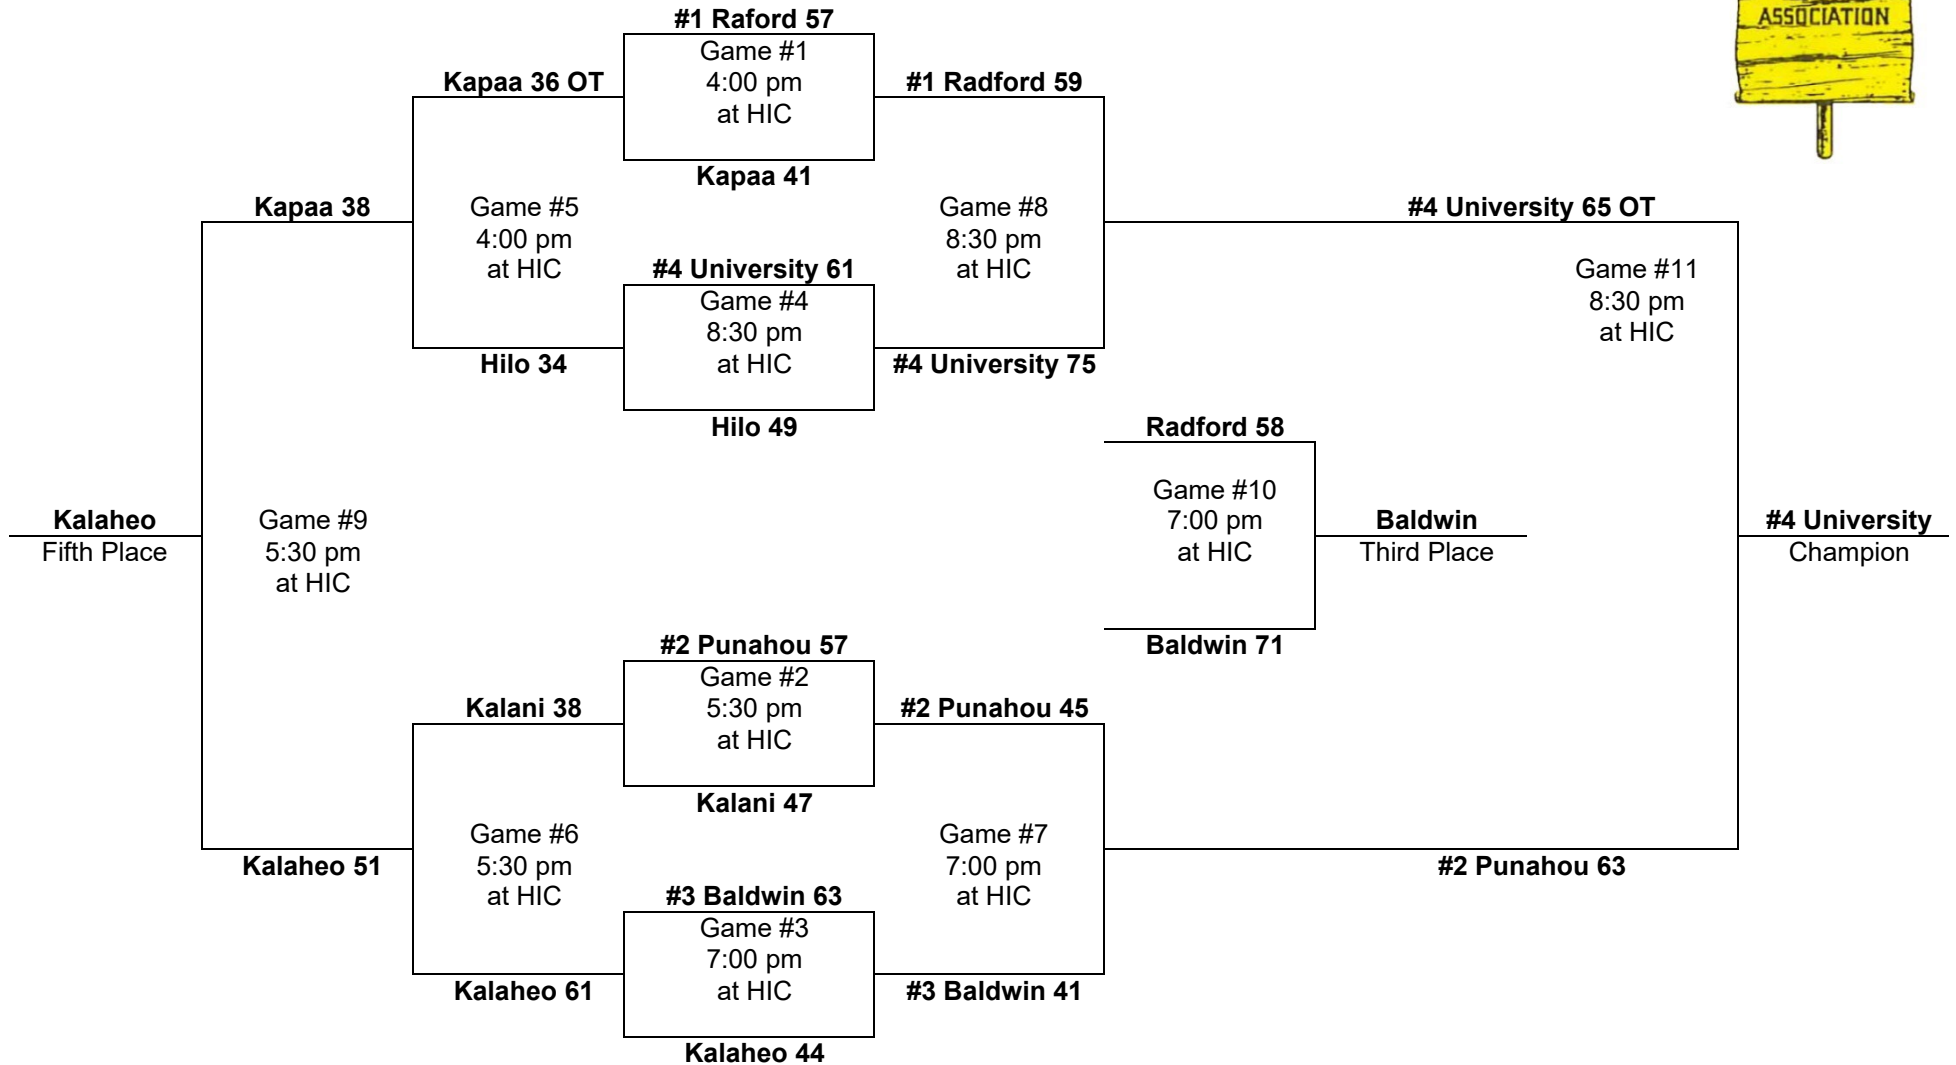 ASSOCIATION
#1 Raford 57
Game #1
4:00 pm
at HIC
Kapaa 41
Kapaa 36 OT
#1 Radford 59
Kapaa 38
Game #5
4:00 pm
at HIC
Game #8
8:30 pm
at HIC
#4 University 65 OT
#4 University 61
Game #4
8:30 pm
at HIC
Hilo 49
Hilo 34
#4 University 75
Game #11
8:30 pm
at HIC
Radford 58
Game #10
7:00 pm
at HIC
Baldwin 71
Kalaheo
Fifth Place
Game #9
5:30 pm
at HIC
Baldwin
Third Place
#4 University
Champion
#2 Punahou 57
Game #2
5:30 pm
at HIC
Kalani 47
Kalani 38
#2 Punahou 45
Kalaheo 51
Game #6
5:30 pm
at HIC
Game #7
7:00 pm
at HIC
#2 Punahou 63
#3 Baldwin 63
Game #3
7:00 pm
at HIC
Kalaheo 44
Kalaheo 61
#3 Baldwin 41